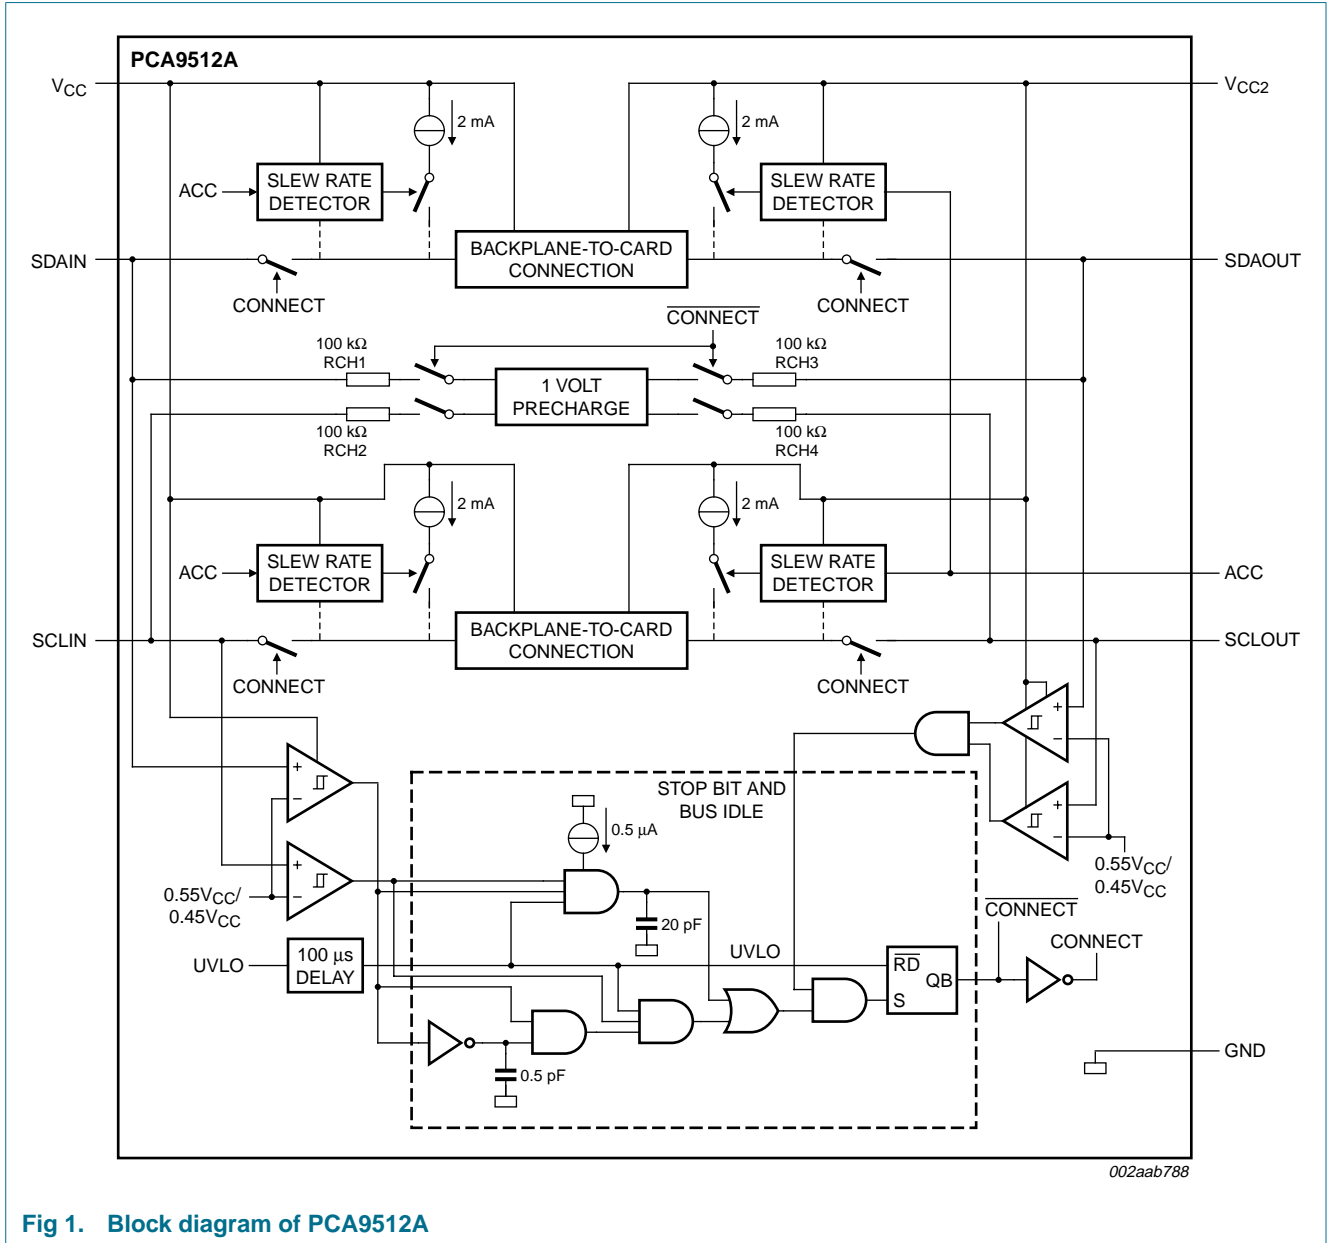 PCA9512A
VCC
VCC2
2 mA
2 mA
ACC
SLEW RATE
DETECTOR
SLEW RATE
DETECTOR
SDAIN
BACKPLANE-TO-CARD
CONNECTION
SDAOUT
CONNECT
CONNECT
CONNECT
100 kΩ
RCH1
100 kΩ
RCH3
1 VOLT
PRECHARGE
100 kΩ
RCH2
100 kΩ
RCH4
2 mA
2 mA
ACC
SLEW RATE
DETECTOR
SLEW RATE
DETECTOR
ACC
SCLIN
BACKPLANE-TO-CARD
CONNECTION
SCLOUT
CONNECT
CONNECT
+
−
+
−
STOP BIT AND
BUS IDLE
0.5 µA
+
−
+
−
0.55VCC/
0.45VCC
0.55VCC/
0.45VCC
20 pF
CONNECT
CONNECT
UVLO
100 µs
DELAY
UVLO
RD
QB
S
0.5 pF
GND
002aab788
Fig 1. Block diagram of PCA9512A